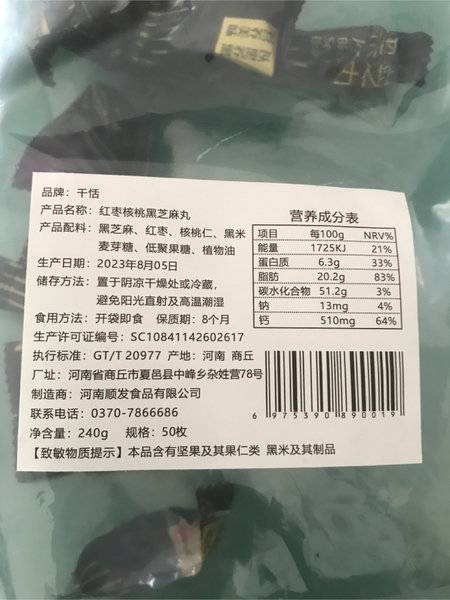 品牌：干恬
产品名称：红枣核桃黑芝麻丸
产品配料：黑芝麻、红枣、核桃仁、黑米
麦芽糖、低聚果糖、植物油
生产日期：2023年8月05日
储存方法：置于阴凉干燥处或冷藏，
避免阳光直射及高温潮湿
食用方法：开袋即食 保质期：8个月
生产许可证编号：SC10841142602617
执行标准：GT/T 20977 产地：河南 商丘
厂址：河南省商丘市夏邑县中峰乡杂姓营78号
制造商：河南顺发食品有限公司
联系电话：0370-7866686
净含量：240g 规格：50枚
【致敏物质提示】本品含有坚果及其果仁类 黑米及其制品
营养成分表
项目 每100g NRV%
能量 1725KJ 21%
蛋白质 6.3g 33%
脂肪 20.2g 83%
碳水化合物 51.2g 3%
钠 13mg 4%
钙 510mg 64%
6 975390 890019